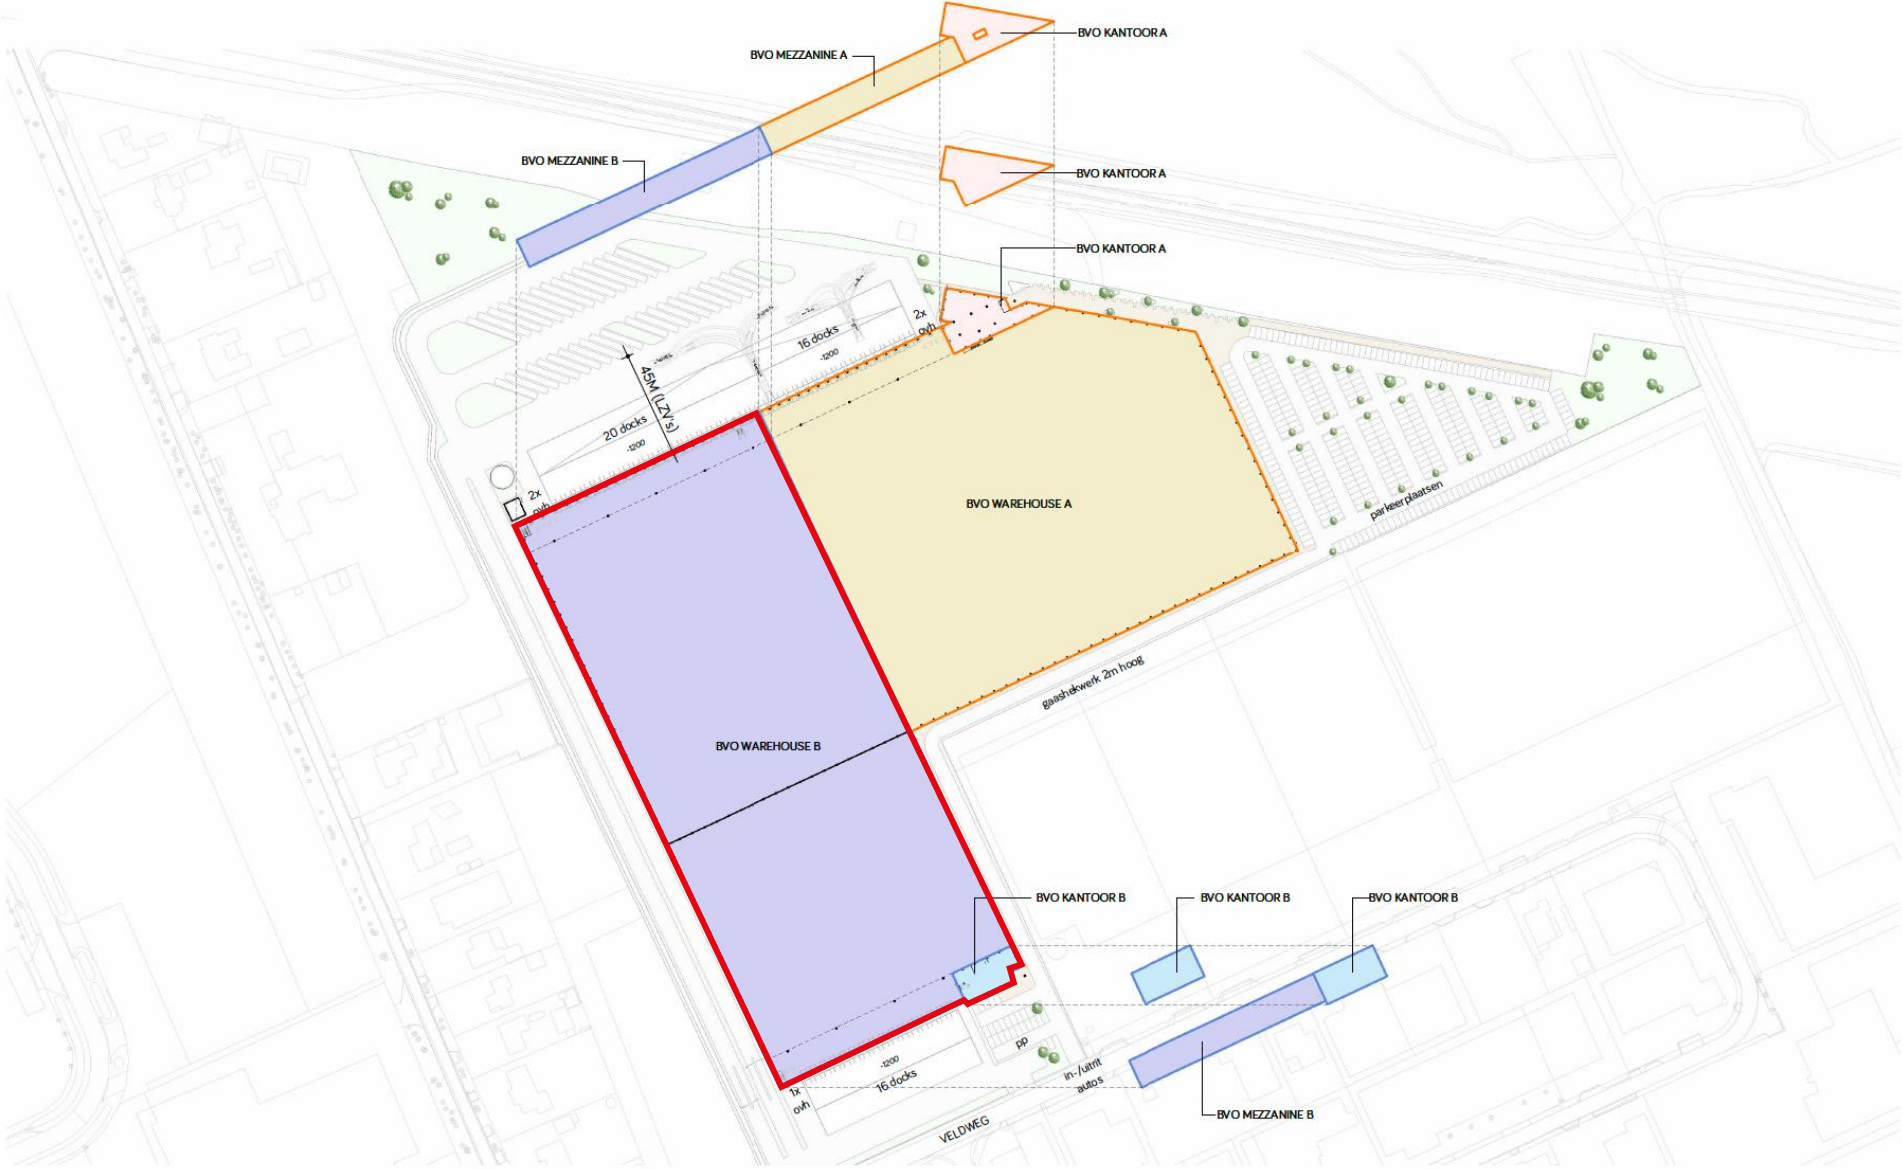 BVO KANTOOR A
BVO MEZZANINE A
BVO MEZZANINE B
BVO KANTOOR A
BVO KANTOOR A
2x
ovh
16 docks
-1200
45M (LZV's)
20 docks
-1200
2x
ovh
BVO WAREHOUSE A
parkeerplaatsen
gaashekwerk 2m hoog
BVO WAREHOUSE B
BVO KANTOOR B
BVO KANTOOR B
BVO KANTOOR B
pp
-1200
16 docks
1x
ovh
in-/uitrit
autos
VELDWEG
BVO MEZZANINE B